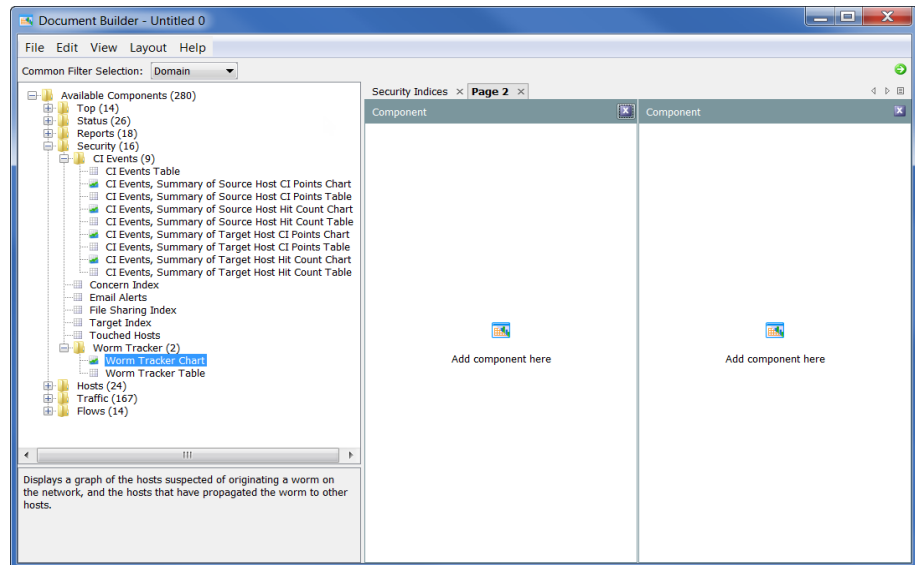 Document Builder - Untitled 0
File Edit View Layout Help
Common Filter Selection: Domain
Available Components (280)
Top (14)
Status (26)
Reports (18)
Security (16)
CI Events (9)
CI Events Table
CI Events, Summary of Source Host CI Points Chart
CI Events, Summary of Source Host CI Points Table
CI Events, Summary of Source Host Hit Count Chart
CI Events, Summary of Source Host Hit Count Table
CI Events, Summary of Target Host CI Points Chart
CI Events, Summary of Target Host CI Points Table
CI Events, Summary of Target Host Hit Count Chart
CI Events, Summary of Target Host Hit Count Table
Concern Index
Email Alerts
File Sharing Index
Target Index
Touched Hosts
Worm Tracker (2)
Worm Tracker Chart
Worm Tracker Table
Hosts (24)
Traffic (167)
Flows (14)
Displays a graph of the hosts suspected of originating a worm on
the network, and the hosts that have propagated the worm to other
hosts.
Security Indices Page 2
Component
Add component here
Component
Add component here